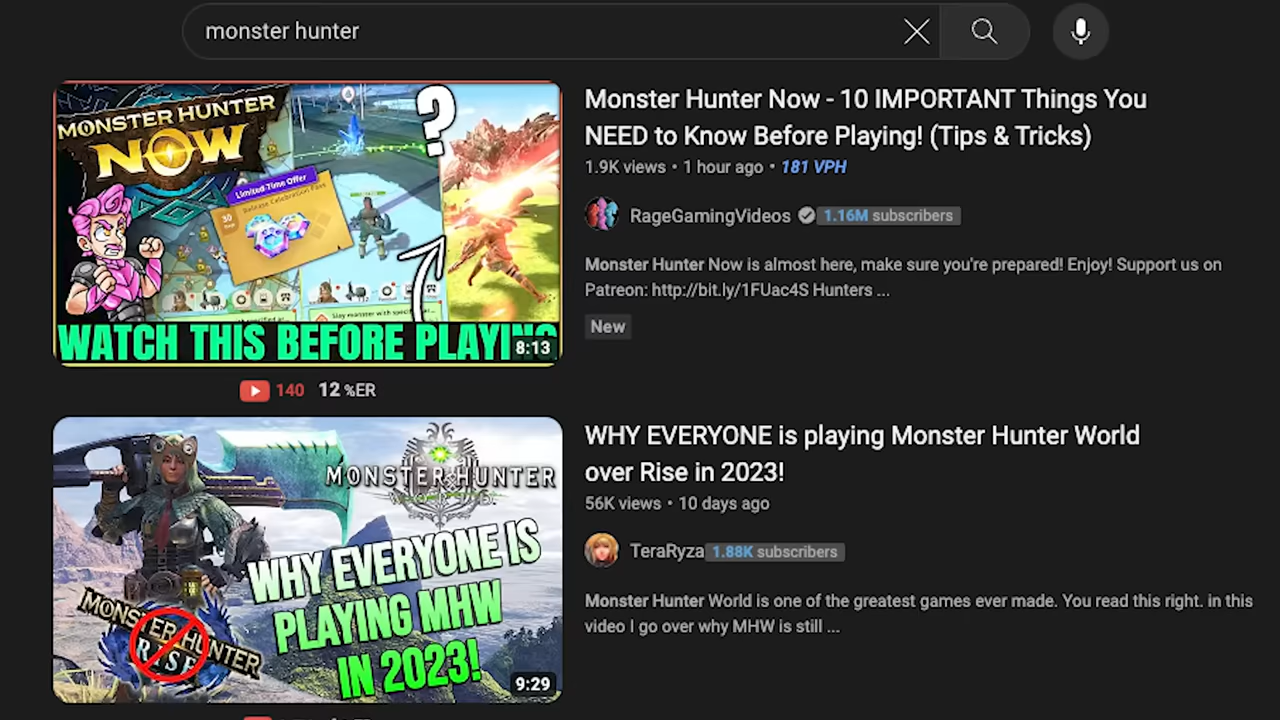 monster hunter
MONSTER HUNTER
NOW
Limited-Time Offer
Release Celebration Pass
30
?
WATCH THIS BEFORE PLAYING
8:13
140 12 %ER
Monster Hunter Now - 10 IMPORTANT Things You
NEED to Know Before Playing! (Tips & Tricks)
1.9K views • 1 hour ago • 181 VPH
RageGamingVideos 1.16M subscribers
Monster Hunter Now is almost here, make sure you're prepared! Enjoy! Support us on
Patreon: http://bit.ly/1FUac4S Hunters ...
New
MONSTER HUNTER
WHY EVERYONE IS
PLAYING MHW
IN 2023!
MONSTER HUNTER
RISE
9:29
WHY EVERYONE is playing Monster Hunter World
over Rise in 2023!
56K views • 10 days ago
TeraRyza 1.88K subscribers
Monster Hunter World is one of the greatest games ever made. You read this right. in this
video I go over why MHW is still ...